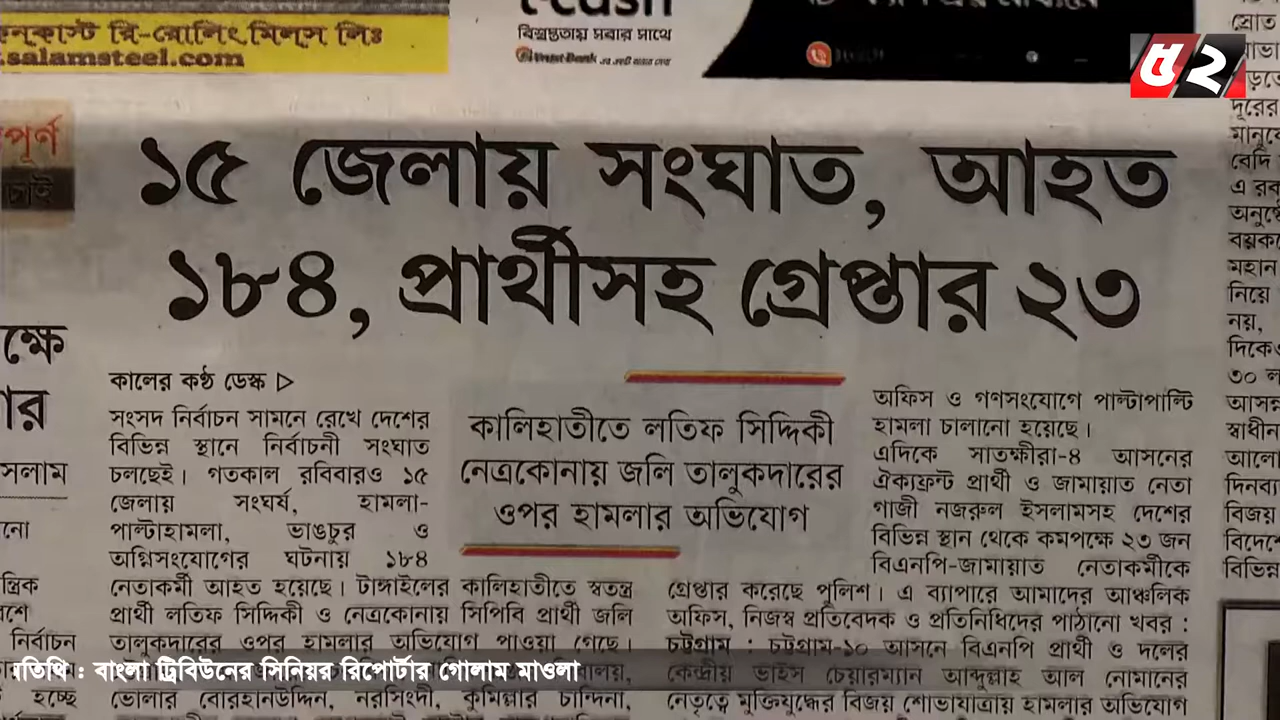 রি-রোলিং মিলস লিঃ
.salamsteel.com
t-cash
বিশ্বস্ততায় সবার সাথে
Trust Bank
৫২
১৫ জেলায় সংঘাত, আহত
১৮৪, প্রার্থীসহ গ্রেপ্তার ২৩
কালের কণ্ঠ ডেস্ক ▷
সংসদ নির্বাচন সামনে রেখে দেশের
বিভিন্ন স্থানে নির্বাচনী সংঘাত
চলছেই। গতকাল রবিবারও ১৫
জেলায় সংঘর্ষ, হামলা-
পাল্টাহামলা, ভাঙচুর ও
অগ্নিসংযোগের ঘটনায় ১৮৪
নেতাকর্মী আহত হয়েছে। টাঙ্গাইলের কালিহাতীতে স্বতন্ত্র
প্রার্থী লতিফ সিদ্দিকী ও নেত্রকোনায় সিপিবি প্রার্থী জলি
তালুকদারের ওপর হামলার অভিযোগ পাওয়া গেছে।
ভোলার বোরহানউদ্দিন, নরসিংদী, কুমিল্লার চান্দিনা,
কালিহাতীতে লতিফ সিদ্দিকী
নেত্রকোনায় জলি তালুকদারের
ওপর হামলার অভিযোগ
অফিস ও গণসংযোগে পাল্টাপাল্টি
হামলা চালানো হয়েছে।
এদিকে সাতক্ষীরা-৪ আসনের
ঐক্যফ্রন্ট প্রার্থী ও জামায়াত নেতা
গাজী নজরুল ইসলামসহ দেশের
বিভিন্ন স্থান থেকে কমপক্ষে ২৩ জন
বিএনপি-জামায়াত নেতাকর্মীকে
গ্রেপ্তার করেছে পুলিশ। এ ব্যাপারে আমাদের আঞ্চলিক
অফিস, নিজস্ব প্রতিবেদক ও প্রতিনিধিদের পাঠানো খবর :
চট্টগ্রাম : চট্টগ্রাম-১০ আসনে বিএনপি প্রার্থী ও দলের
কেন্দ্রীয় ভাইস চেয়ারম্যান আব্দুল্লাহ আল নোমানের
নেতৃত্বে মুক্তিযুদ্ধের বিজয় শোভাযাত্রায় হামলার অভিযোগ
তিথি : বাংলা ট্রিবিউনের সিনিয়র রিপোর্টার গোলাম মাওলা